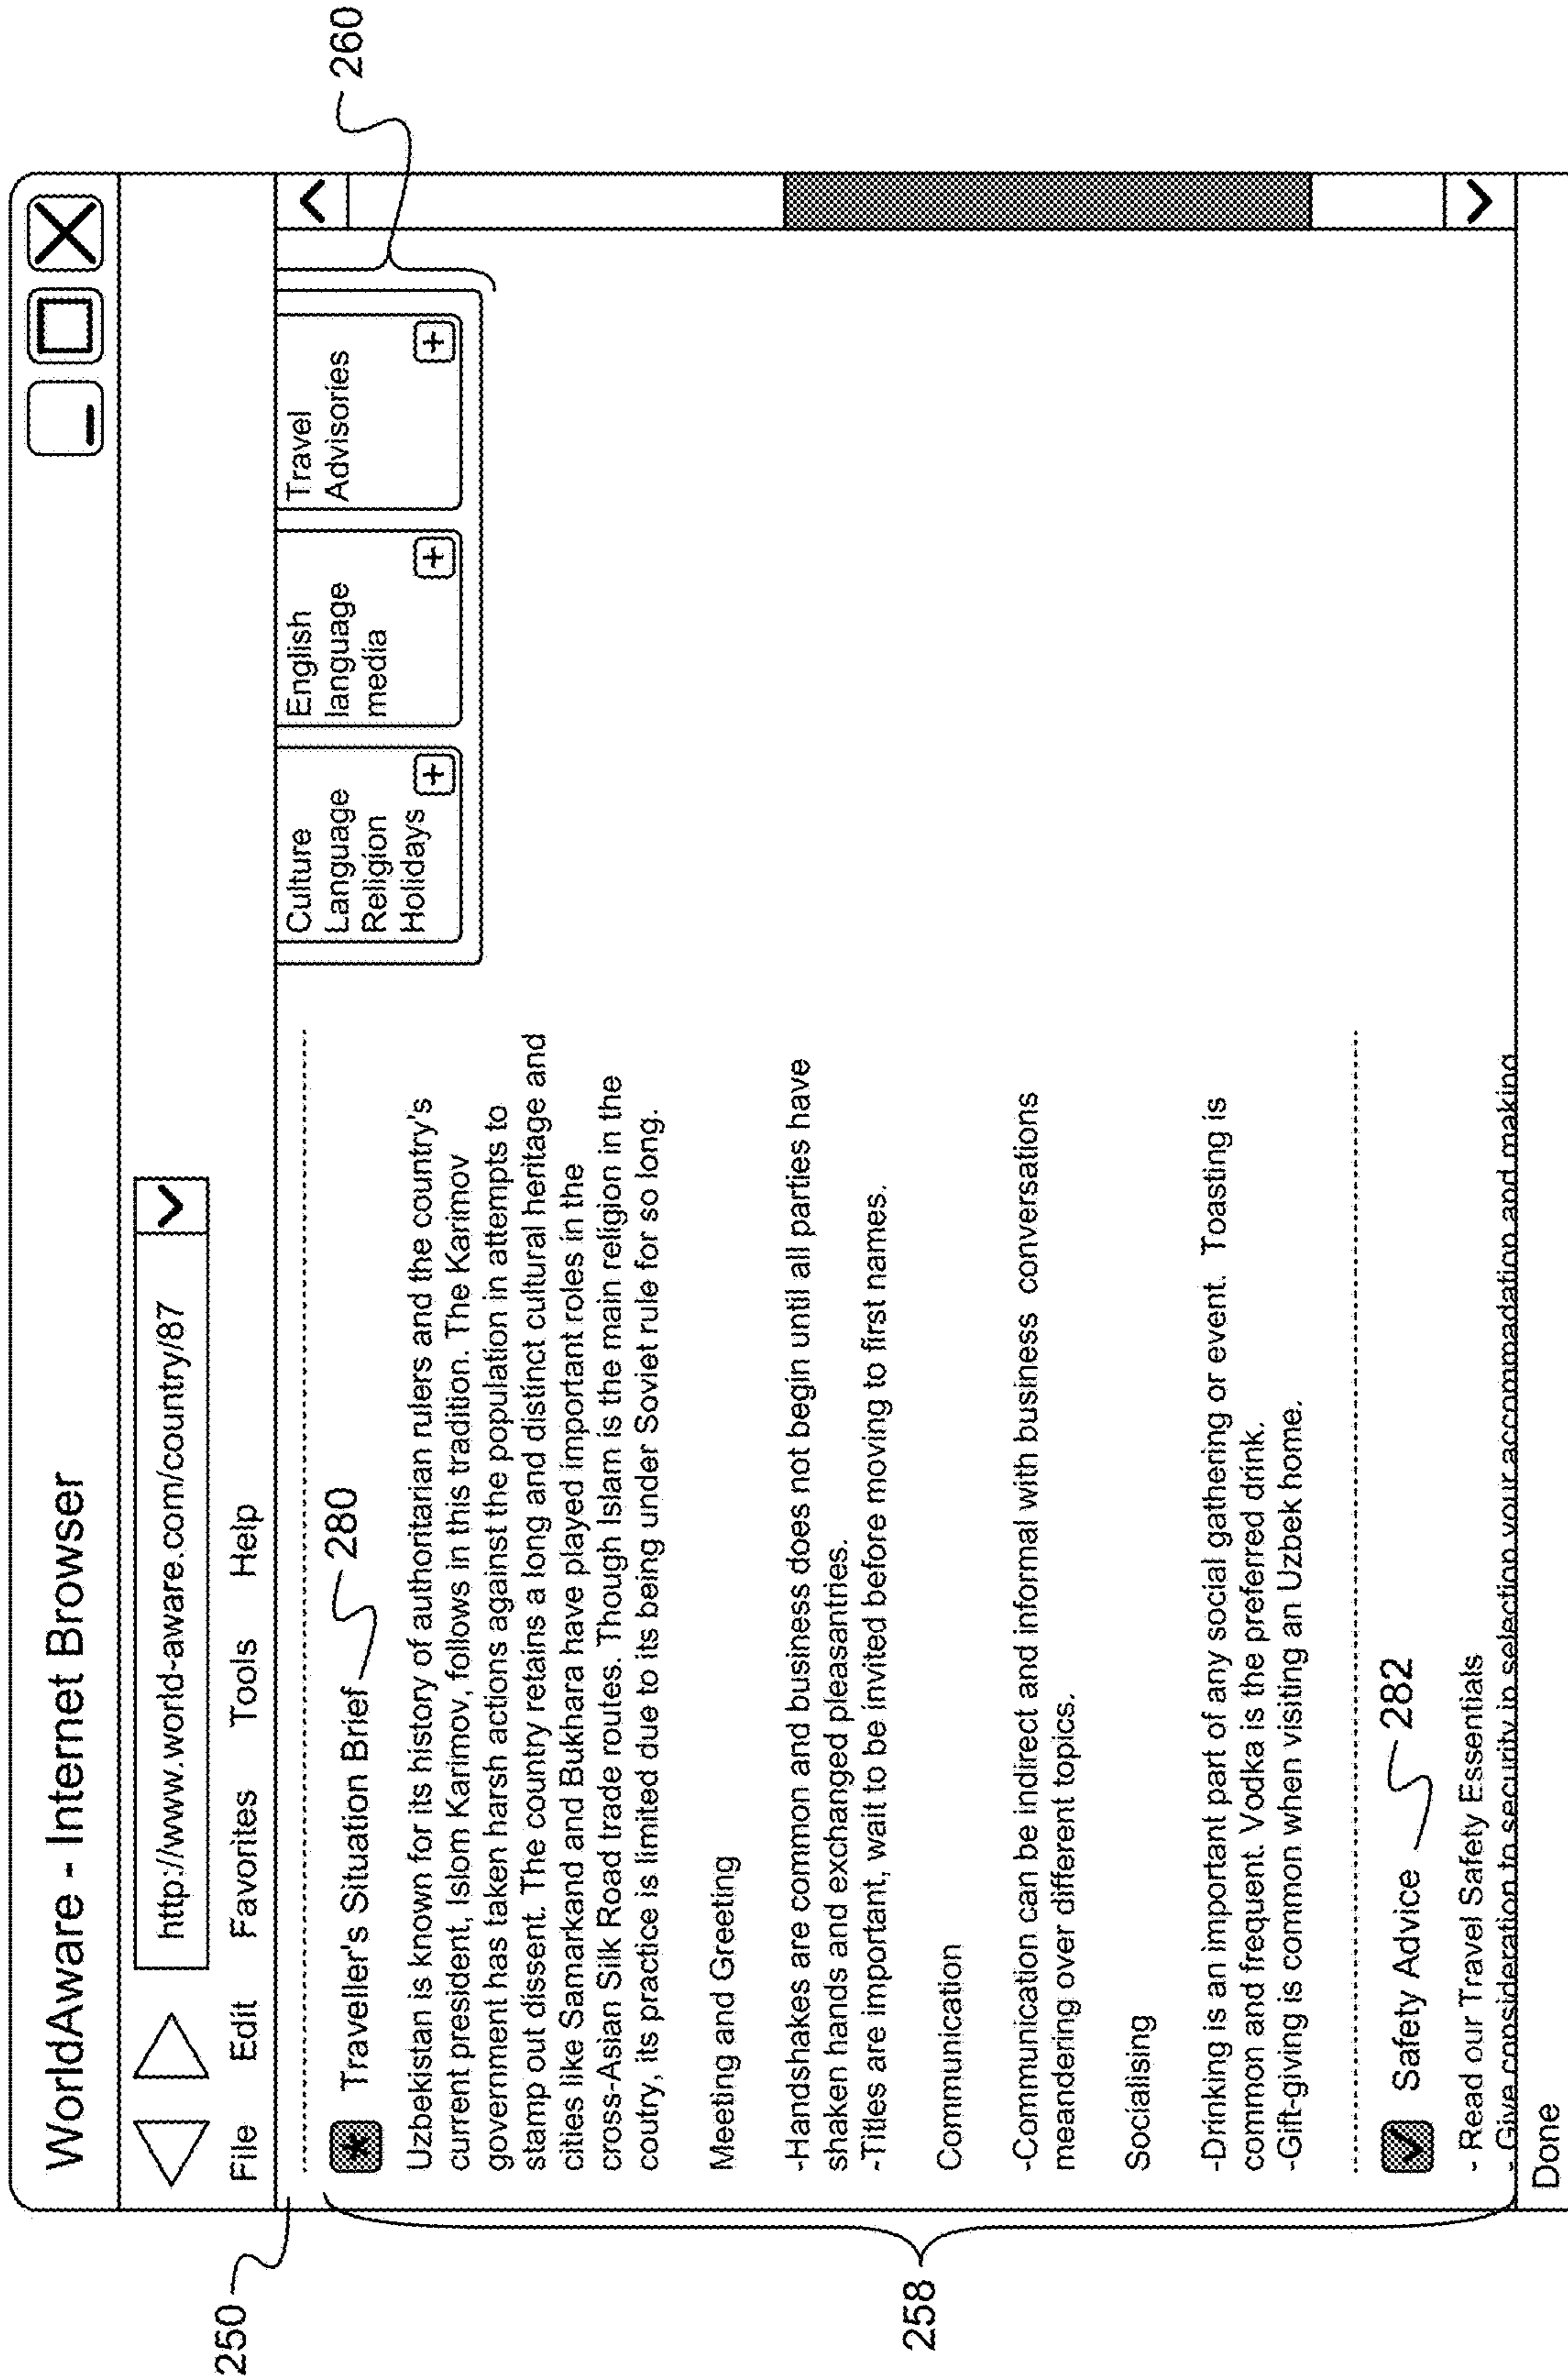 WorldAware - Internet Browser
http://www.world-aware.com/country/87
File Edit Favorites Tools Help
250
Traveller's Situation Brief
280
Uzbekistan is known for its history of authoritarian rulers and the country's
current president, Islom Karimov, follows in this tradition. The Karimov
government has taken harsh actions against the population in attempts to
stamp out dissent. The country retains a long and distinct cultural heritage and
cities like Samarkand and Bukhara have played important roles in the
cross-Asian Silk Road trade routes. Though Islam is the main religion in the
coutry, its practice is limited due to its being under Soviet rule for so long.
Meeting and Greeting
-Handshakes are common and business does not begin until all parties have
shaken hands and exchanged pleasantries.
-Titles are important, wait to be invited before moving to first names.
Communication
-Communication can be indirect and informal with business conversations
meandering over different topics.
Socialising
-Drinking is an important part of any social gathering or event. Toasting is
common and frequent. Vodka is the preferred drink.
-Gift-giving is common when visiting an Uzbek home.
258
Safety Advice
282
- Read our Travel Safety Essentials
- Give consideration to security in selection your accommodation and making
Culture
Language
Religion
Holidays
+
English
language
media
+
Travel
Advisories
+
260
Done